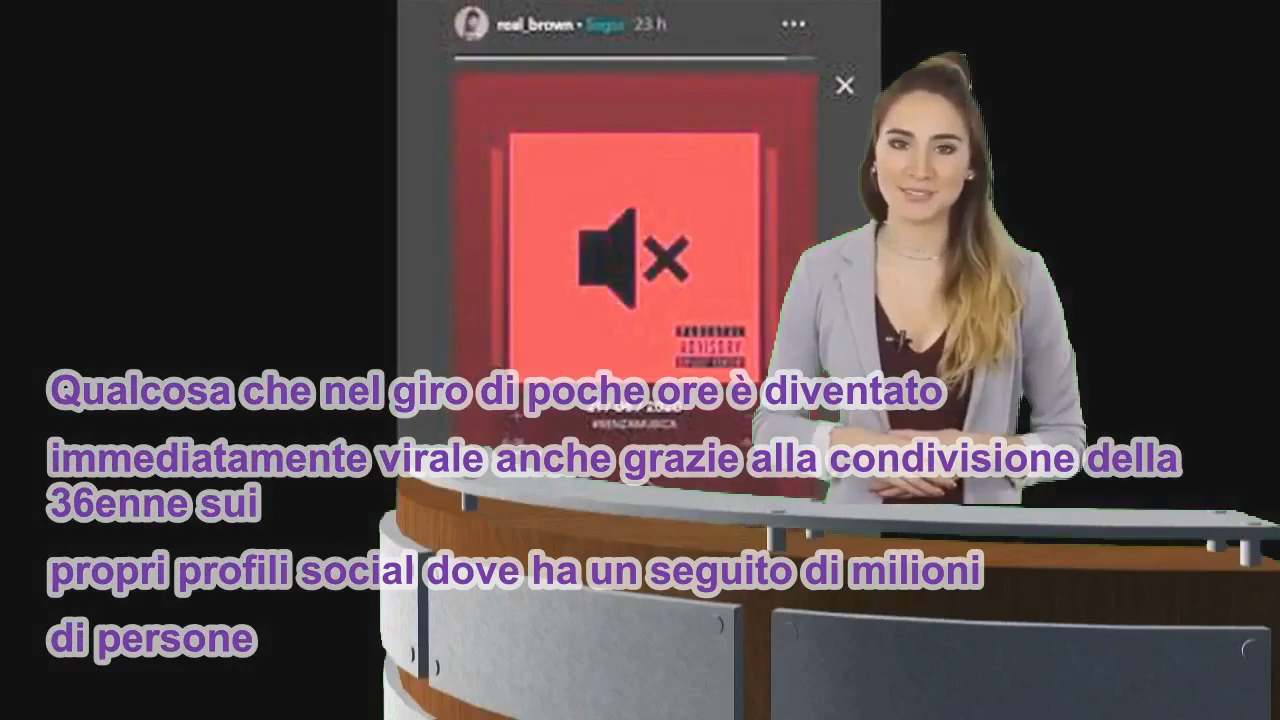 real_brown • Segui 23 h
ADVISORY
Qualcosa che nel giro di poche ore è diventato
#SENZAMUSICA
immediatamente virale anche grazie alla condivisione della
36enne sui
propri profili social dove ha un seguito di milioni
di persone